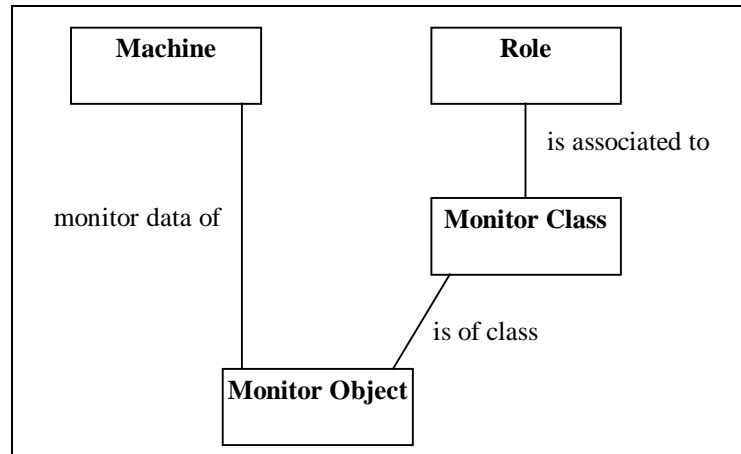 Machine
Role
is associated to
monitor data of
Monitor Class
is of class
Monitor Object